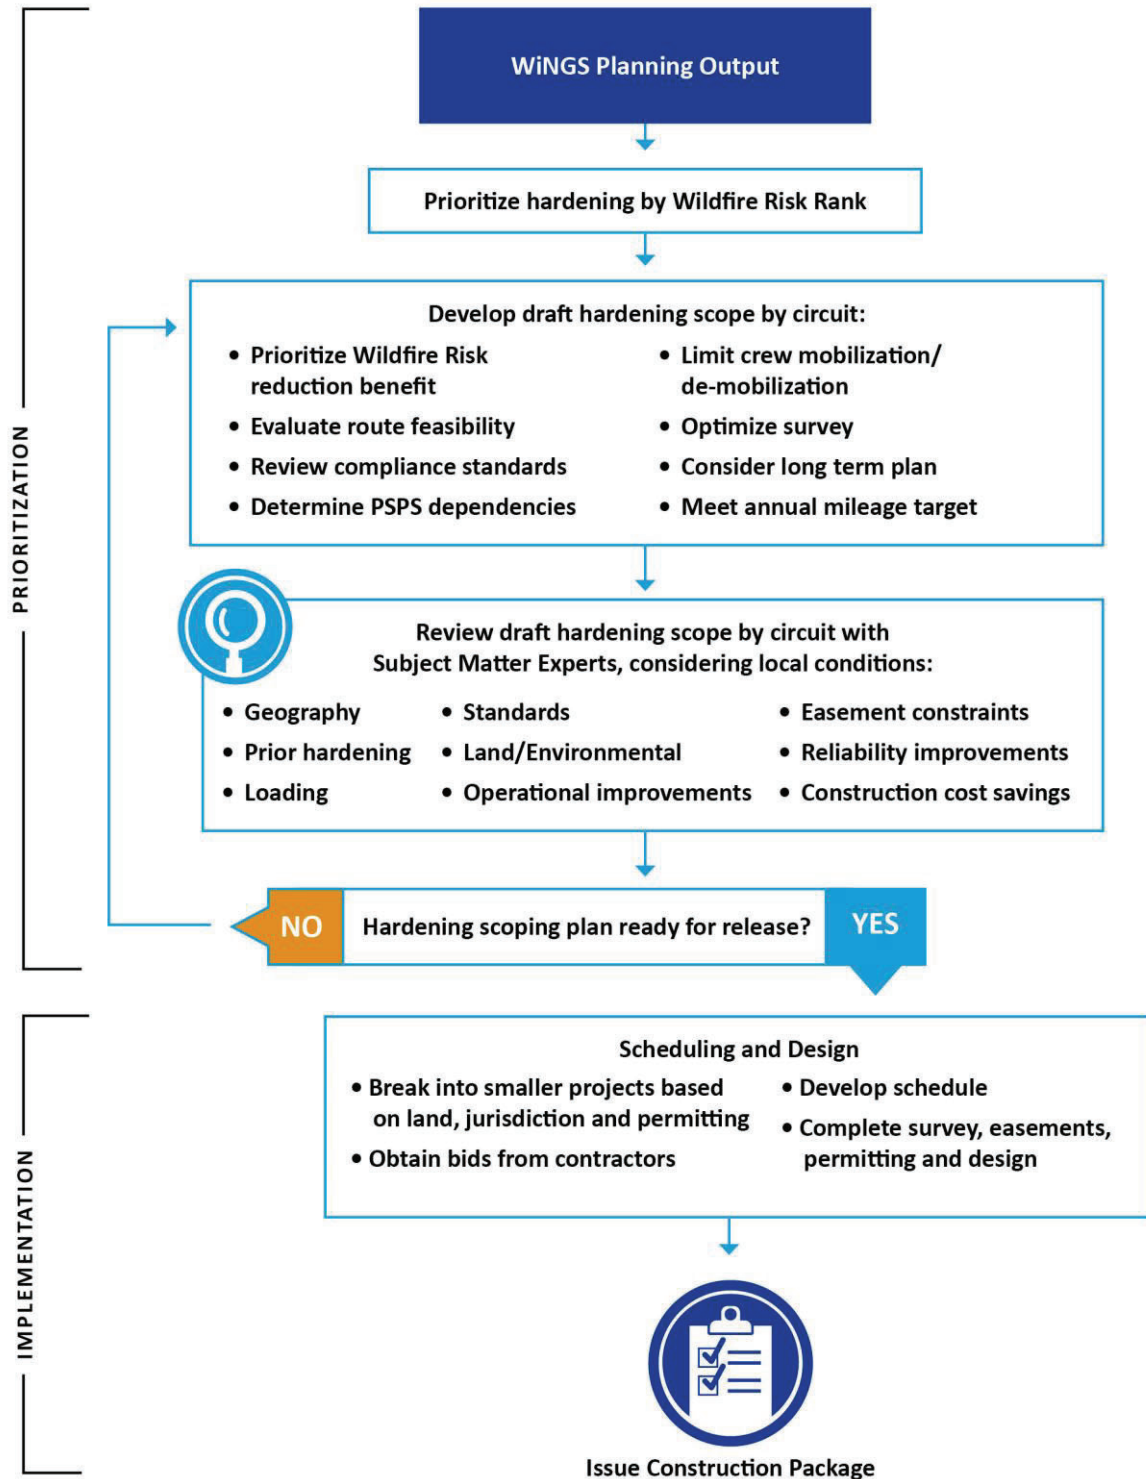 WiNGS Planning Output
Prioritize hardening by Wildfire Risk Rank
PRIORITIZATION
Develop draft hardening scope by circuit:
• Prioritize Wildfire Risk
reduction benefit
• Evaluate route feasibility
• Review compliance standards
• Determine PSPS dependencies
• Limit crew mobilization/
de-mobilization
• Optimize survey
• Consider long term plan
• Meet annual mileage target
Review draft hardening scope by circuit with
Subject Matter Experts, considering local conditions:
• Geography
• Prior hardening
• Loading
• Standards
• Land/Environmental
• Operational improvements
• Easement constraints
• Reliability improvements
• Construction cost savings
NO
Hardening scoping plan ready for release?
YES
IMPLEMENTATION
Scheduling and Design
• Break into smaller projects based
on land, jurisdiction and permitting
• Obtain bids from contractors
• Develop schedule
• Complete survey, easements,
permitting and design
Issue Construction Package